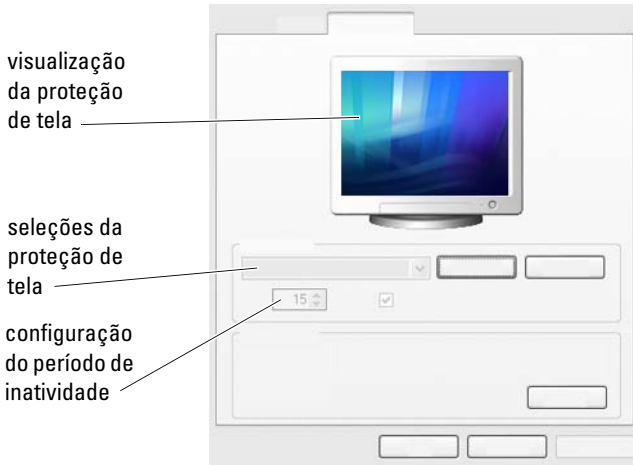 visualização
da proteção
de tela
seleções da
proteção de
tela
15
configuração
do período de
inatividade